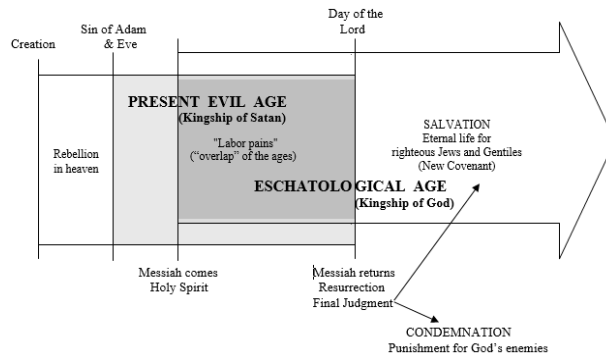 Day of the
Lord
Sin of Adam
& Eve
Creation
PRESENT EVIL AGE
(Kingship of Satan)
SALVATION
Eternal life for
righteous Jews and Gentiles
(New Covenant)
Rebellion
in heaven
"Labor pains"
(“overlap” of the ages)
ESCHATOLOGICAL AGE
(Kingship of God)
Messiah comes
Holy Spirit
Messiah returns
Resurrection
Final Judgment
CONDEMNATION
Punishment for God’s enemies